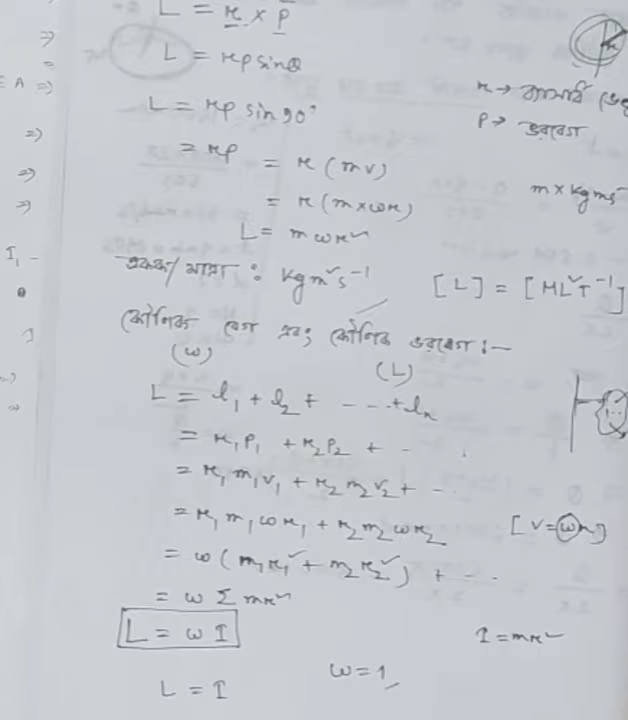 L = r × p
L = rp sinθ
L = rp sin 90°
r → ব্যাসার্ধ
p → ভরবেগ
= rp = r (mv)
m × kgms
= r (m×ωr)
L = mωr²
একক/মাত্রা : kgm²s⁻¹ [L] = [ML²T⁻¹]
কৌণিক বেগ এবং কৌণিক ভরবেগ :—
(ω) (L)
L = l₁ + l₂ + ---- + lₙ
= r₁p₁ + r₂p₂ + -
= r₁m₁v₁ + r₂m₂v₂ + -
= r₁m₁ωr₁ + r₂m₂ωr₂ [v=ωr]
= ω(m₁r₁² + m₂r₂²) + ---
= ω Σmr²
L = ωI
I = mr²
ω=1
L = I